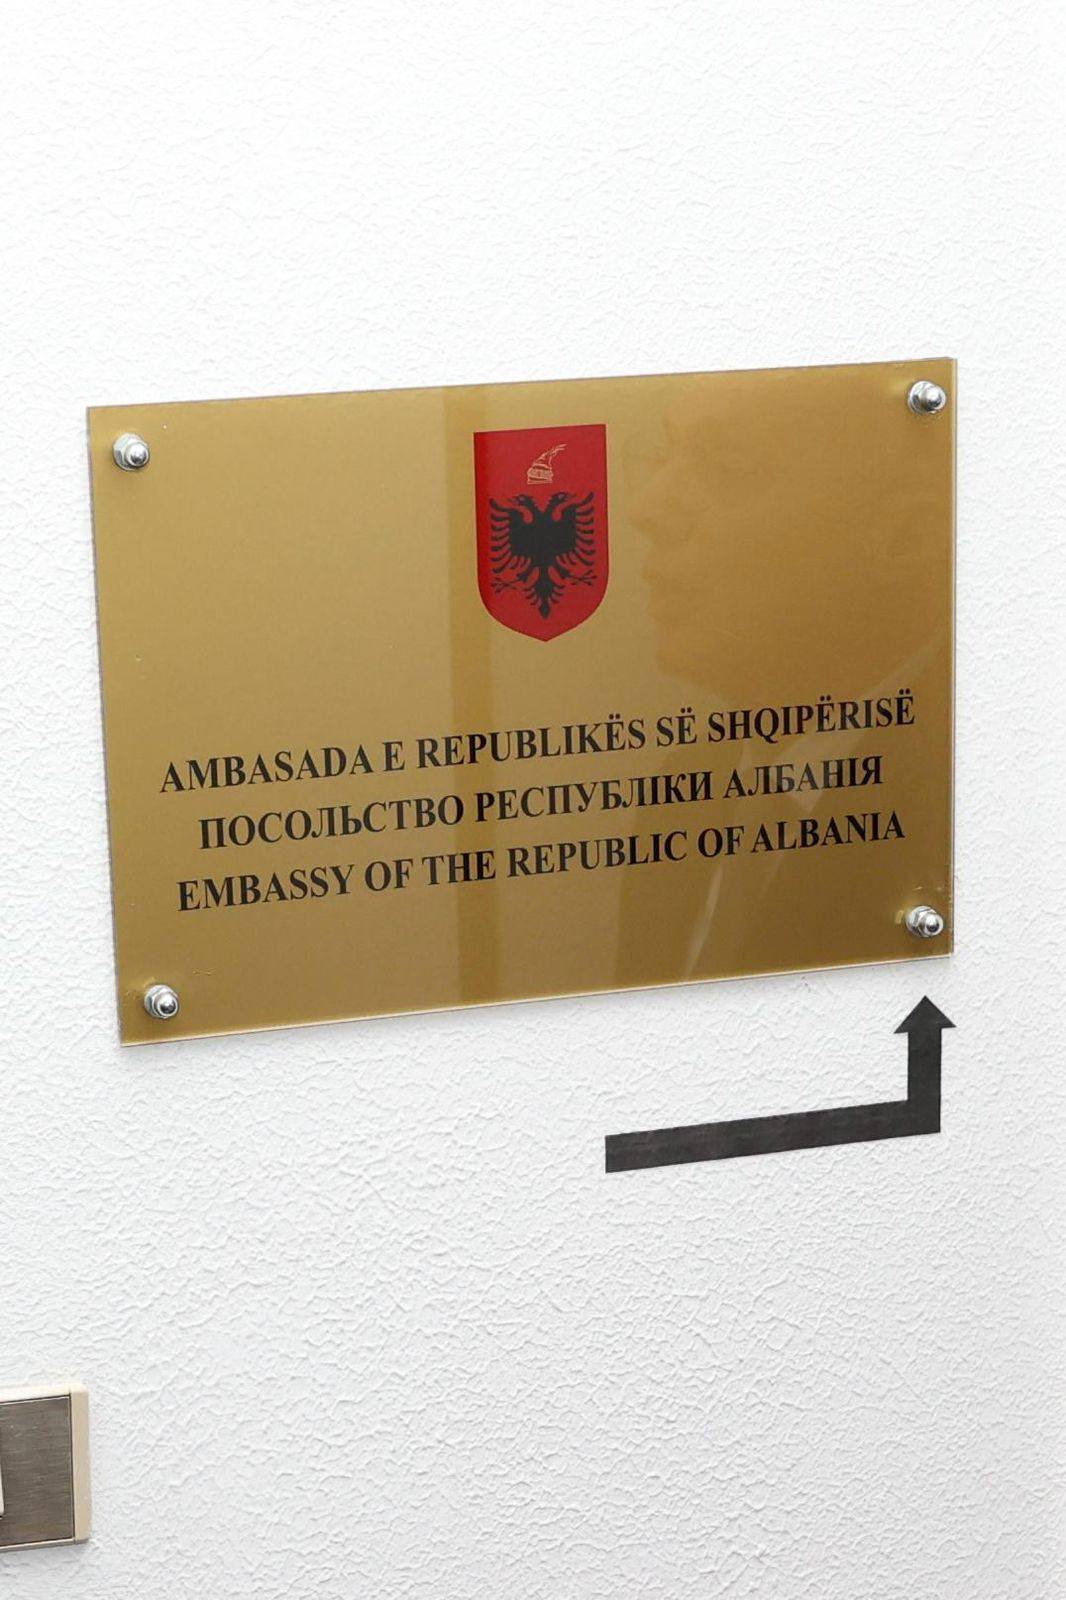 AMBASADA E REPUBLIKËS SË SHQIPËRISË
ПОСОЛЬСТВО РЕСПУБЛІКИ АЛБАНІЯ
EMBASSY OF THE REPUBLIC OF ALBANIA